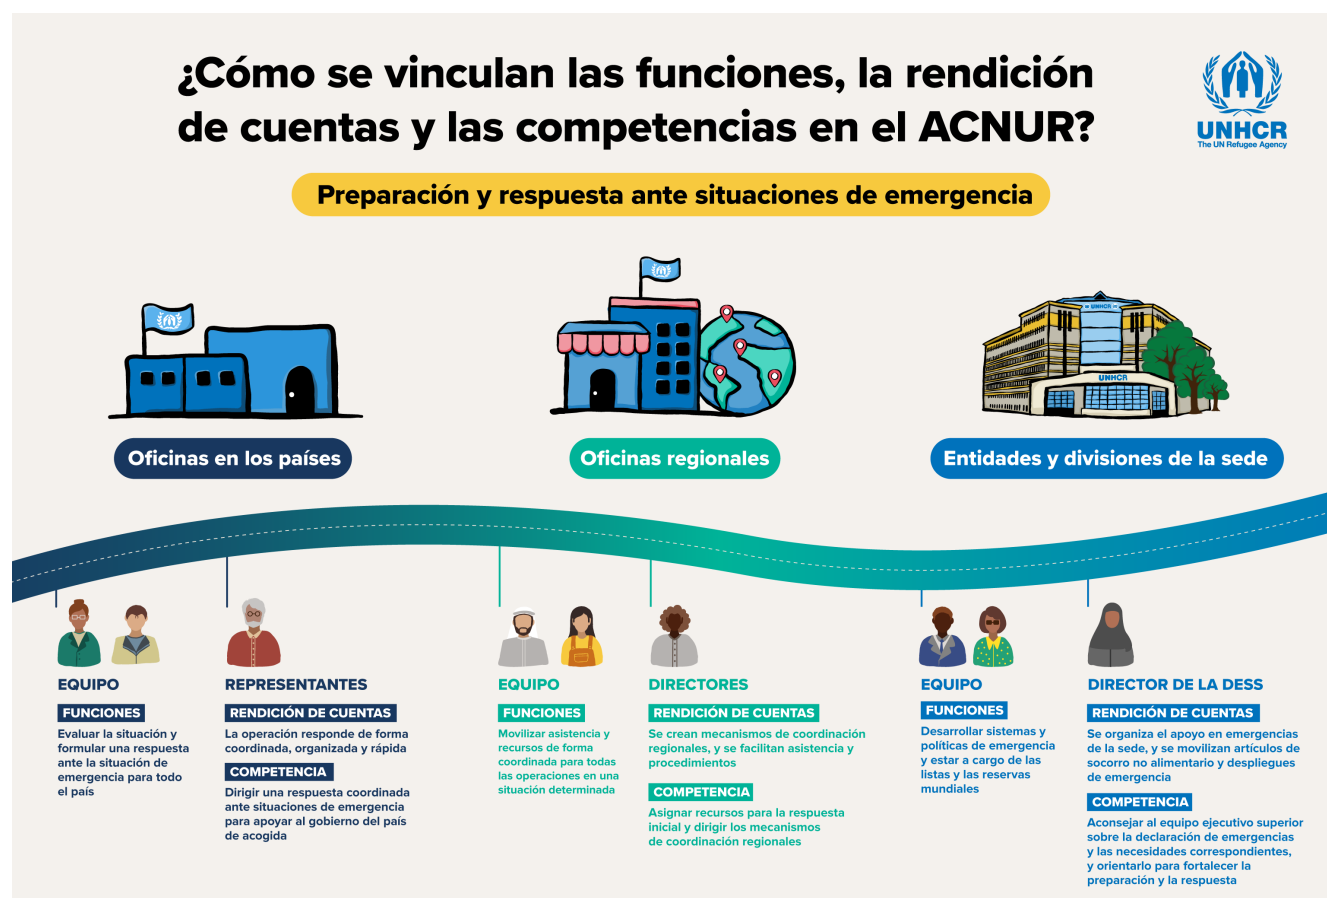 ¿Cómo se vinculan las funciones, la rendición
de cuentas y las competencias en el ACNUR?
UNHCR
The UN Refugee Agency
Preparación y respuesta ante situaciones de emergencia
UNHCR
UNHCR
Oficinas en los países
Oficinas regionales
Entidades y divisiones de la sede
EQUIPO
FUNCIONES
Evaluar la situación y
formular una respuesta
ante la situación de
emergencia para todo
el país
REPRESENTANTES
RENDICIÓN DE CUENTAS
La operación responde de forma
coordinada, organizada y rápida
COMPETENCIA
Dirigir una respuesta coordinada
ante situaciones de emergencia
para apoyar al gobierno del país
de acogida
EQUIPO
FUNCIONES
Movilizar asistencia y
recursos de forma
coordinada para todas
las operaciones en una
situación determinada
DIRECTORES
RENDICIÓN DE CUENTAS
Se crean mecanismos de coordinación
regionales, y se facilitan asistencia y
procedimientos
COMPETENCIA
Asignar recursos para la respuesta
inicial y dirigir los mecanismos
de coordinación regionales
EQUIPO
FUNCIONES
Desarrollar sistemas y
políticas de emergencia
y estar a cargo de las
listas y las reservas
mundiales
DIRECTOR DE LA DESS
RENDICIÓN DE CUENTAS
Se organiza el apoyo en emergencias
de la sede, y se movilizan artículos de
socorro no alimentario y despliegues
de emergencia
COMPETENCIA
Aconsejar al equipo ejecutivo superior
sobre la declaración de emergencias
y las necesidades correspondientes,
y orientarlo para fortalecer la
preparación y la respuesta